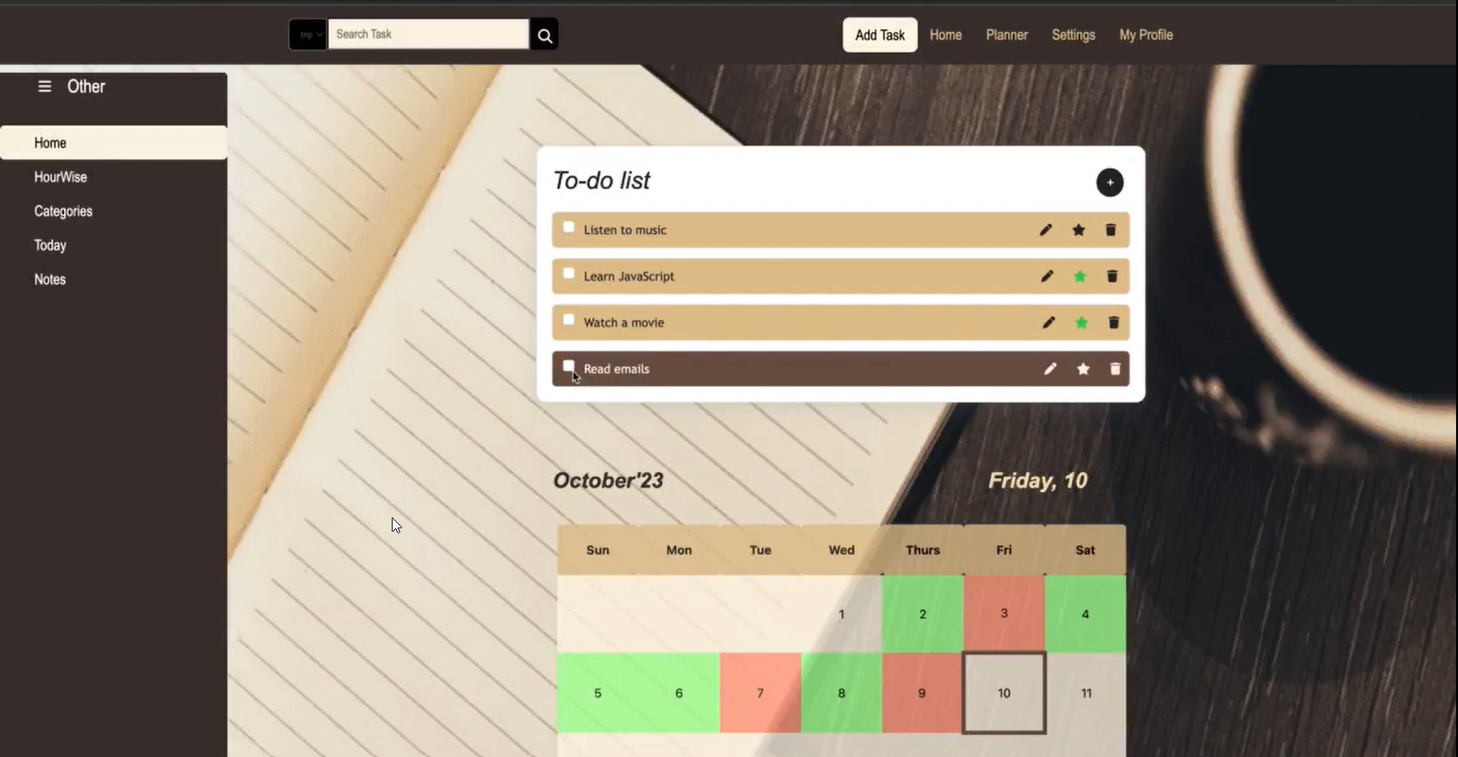 tmp Search Task Add Task Home Planner Settings My Profile
Other
Home
HourWise
Categories
Today
Notes
To-do list +
Listen to music
Learn JavaScript
Watch a movie
Read emails
October'23 Friday, 10
Sun Mon Tue Wed Thurs Fri Sat
1 2 3 4
5 6 7 8 9 10 11